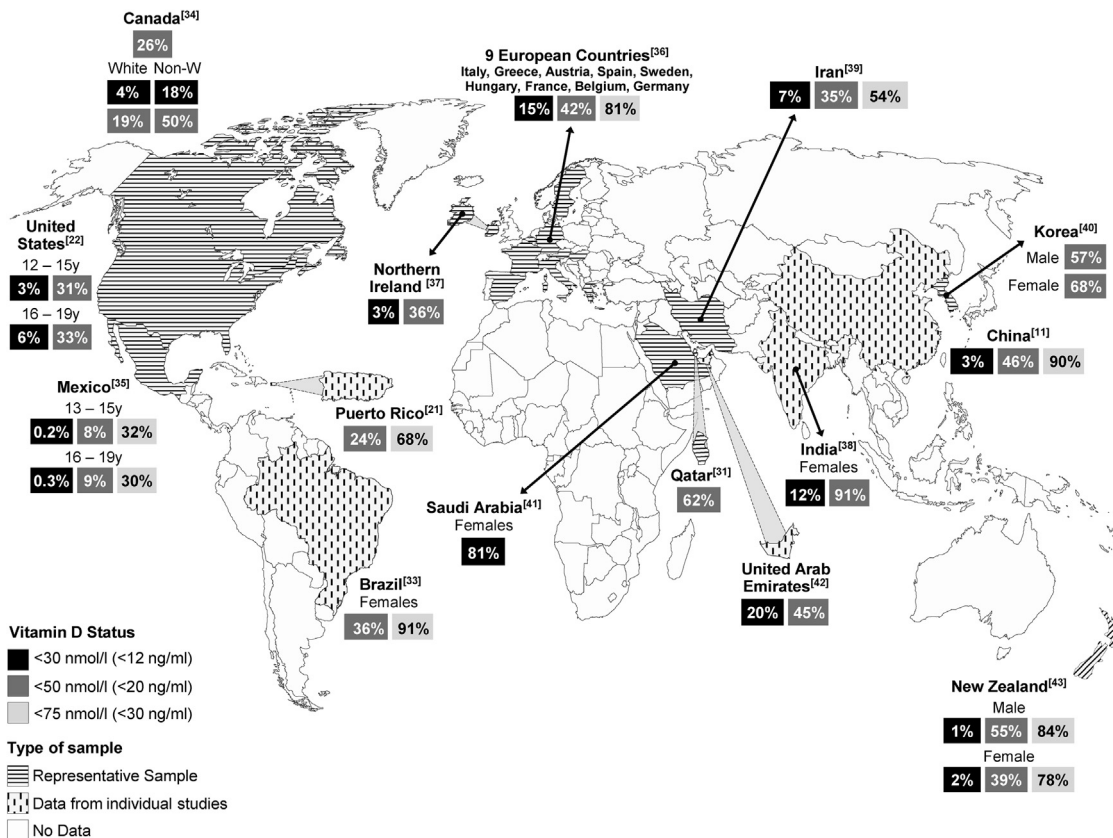 Canada[34]
26%
White Non-W
4% 18%
19% 50%
9 European Countries[36]
Italy, Greece, Austria, Spain, Sweden,
Hungary, France, Belgium, Germany
15% 42% 81%
Iran[39]
7% 35% 54%
United
States[22]
12 – 15y
3% 31%
16 – 19y
6% 33%
Northern
Ireland [37]
3% 36%
Korea[40]
Male 57%
Female 68%
China[11]
3% 46% 90%
Mexico[35]
13 – 15y
0.2% 8% 32%
16 – 19y
0.3% 9% 30%
Puerto Rico[21]
24% 68%
India[38]
Females
12% 91%
Qatar[31]
62%
Saudi Arabia[41]
Females
81%
United Arab
Emirates[42]
20% 45%
Brazil[33]
Females
36% 91%
Vitamin D Status
<30 nmol/l (<12 ng/ml)
<50 nmol/l (<20 ng/ml)
<75 nmol/l (<30 ng/ml)
Type of sample
Representative Sample
Data from individual studies
No Data
New Zealand[43]
Male
1% 55% 84%
Female
2% 39% 78%